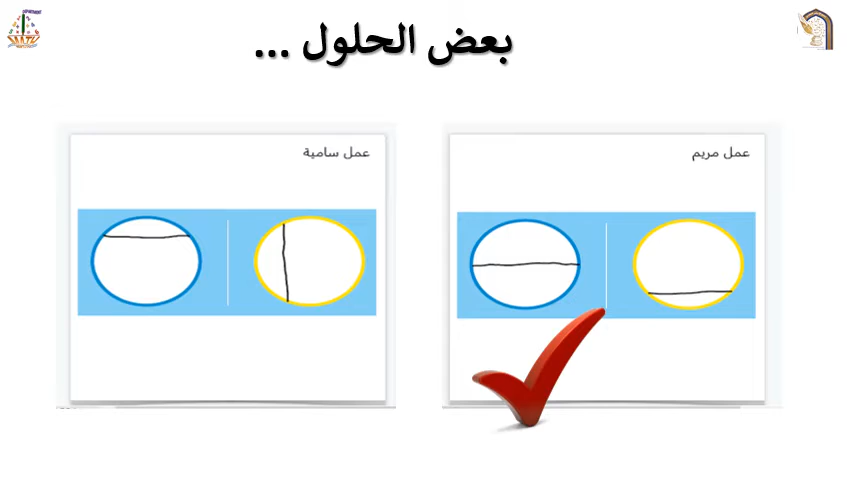 بعض الحلول ...
عمل مريم
عمل سامية